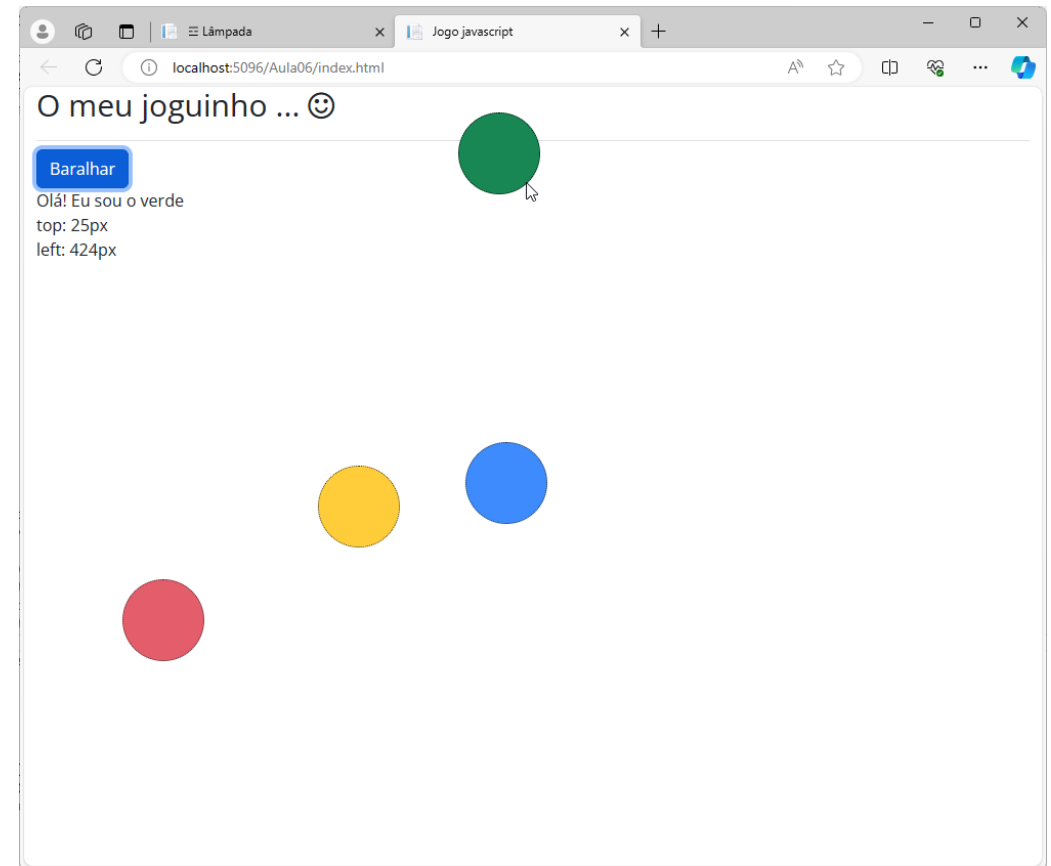 Lâmpada
Jogo javascript
localhost:5096/Aula06/index.html
O meu joguinho ... ☺
Baralhar
Olá! Eu sou o verde
top: 25px
left: 424px